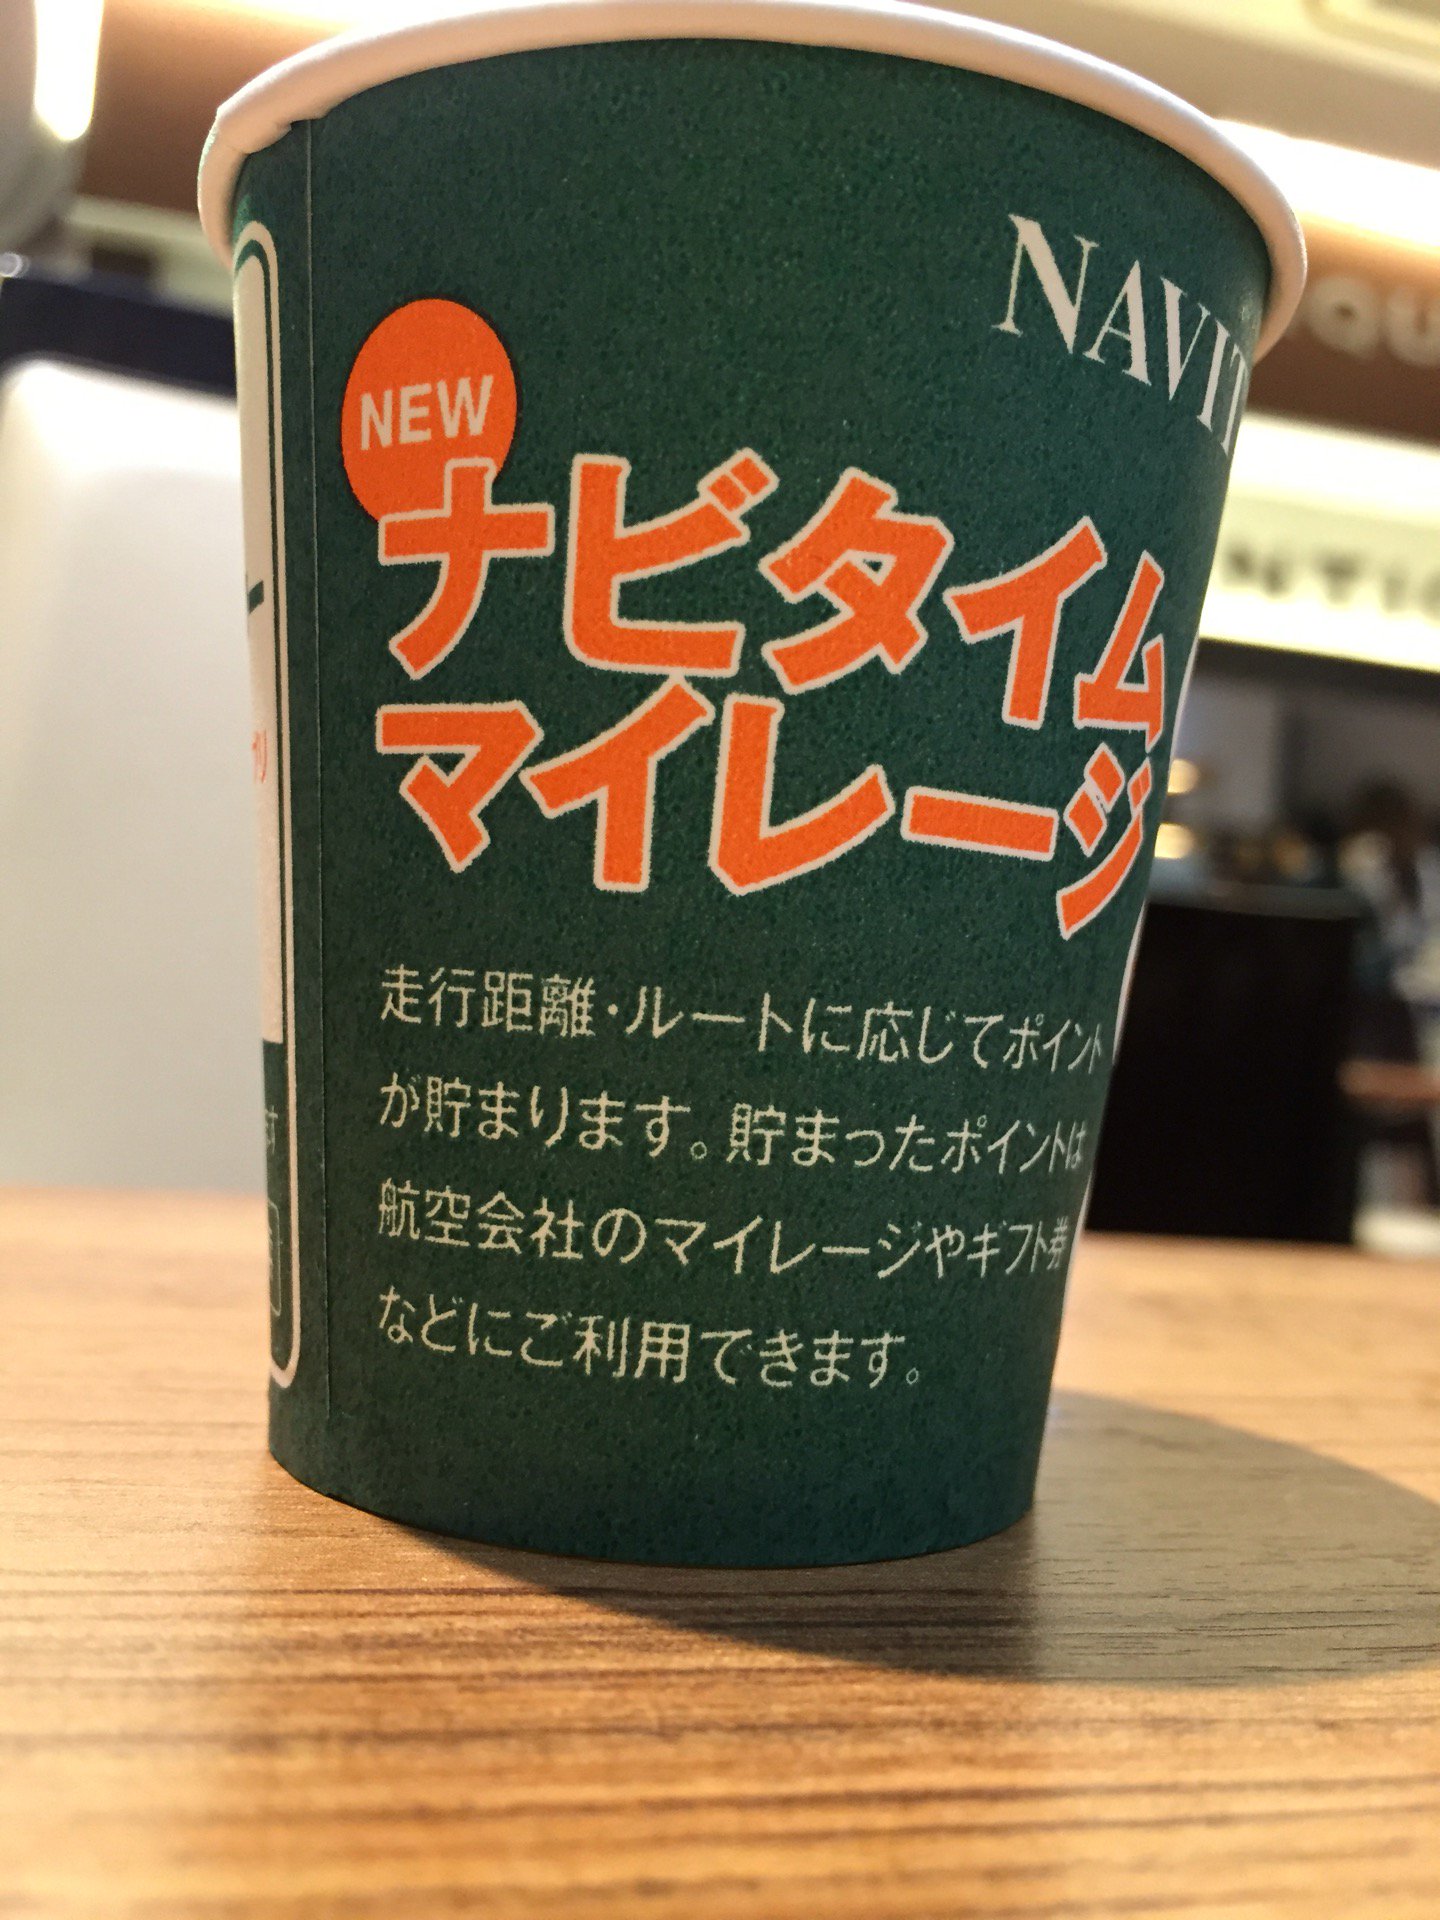 NEW
ナビタイム
マイレージ
走行距離・ルートに応じてポイント
が貯まります。貯まったポイントは
航空会社のマイレージやギフト券
などにご利用できます。
NAVIT